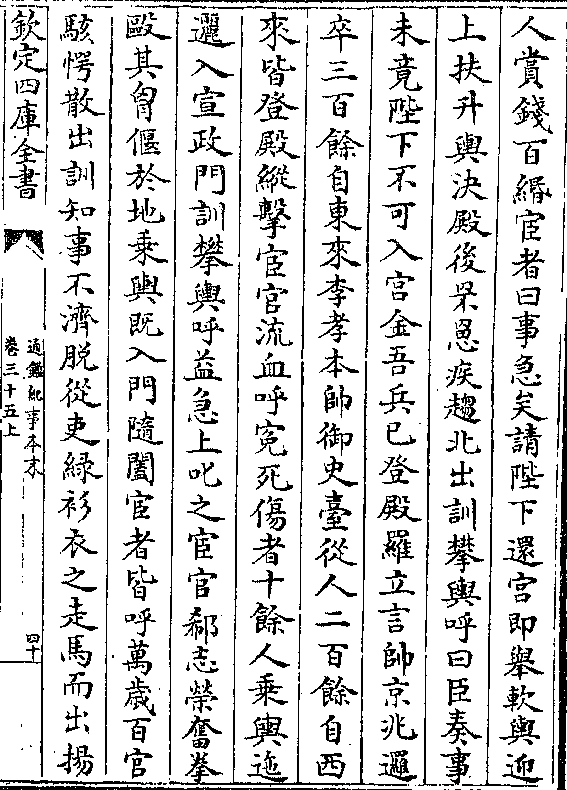 人賞錢百緡宦者曰事急矣請陛下還宮即舉軟輿迎
上扶升輿決殿後罘罳疾趨北出訓攀輿呼曰臣奏事
未竟陛下不可入宮金吾兵已登殿羅立言帥京兆邏
卒三百餘自東來李孝本帥御史臺從人二百餘自西
來皆登殿縱擊宦官流血呼冤死傷者十餘人乘輿迤
邐入宣政門訓攀輿呼益急上叱之宦官郗志榮奮拳
毆其胷偃於地乘輿既入門隨闔宦者皆呼萬歳百官
駭愕散出訓知事不濟脱從吏緑衫衣之走馬而出揚
欽定四庫全書
通鑑紀事本末
卷三十五上
四十